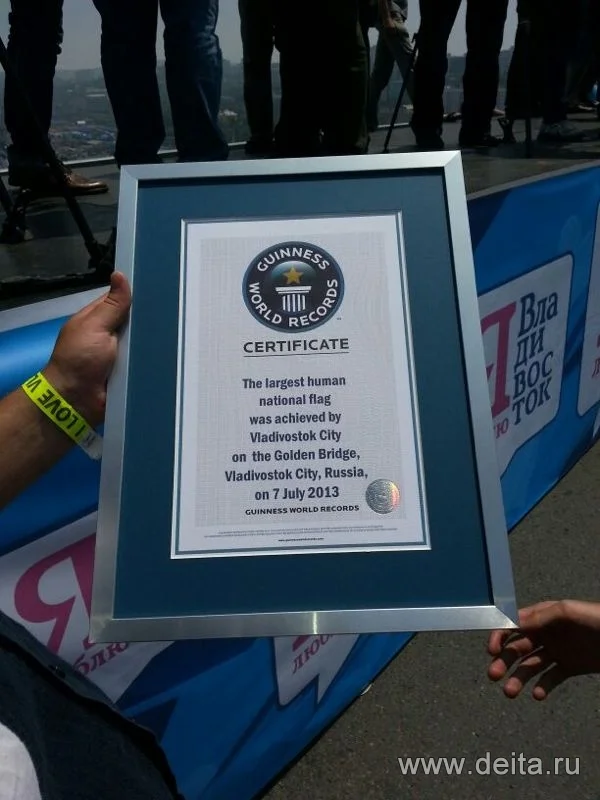 GUINNESS
WORLD RECORDS
CERTIFICATE
The largest human
national flag
was achieved by
Vladivostok City
on the Golden Bridge,
Vladivostok City, Russia,
on 7 July 2013
GUINNESS WORLD RECORDS
I LOVE
Я
Вла
ди
вос
ток
люблю
Я
www.deita.ru